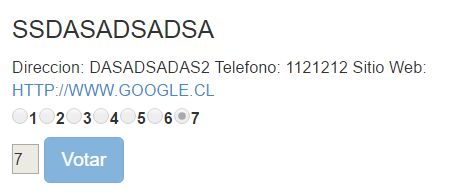 SSDASADSADSA
Direccion: DASADSADAS2 Telefono: 1121212 Sitio Web:
HTTP://WWW.GOOGLE.CL
1 2 3 4 5 6 7
7 Votar